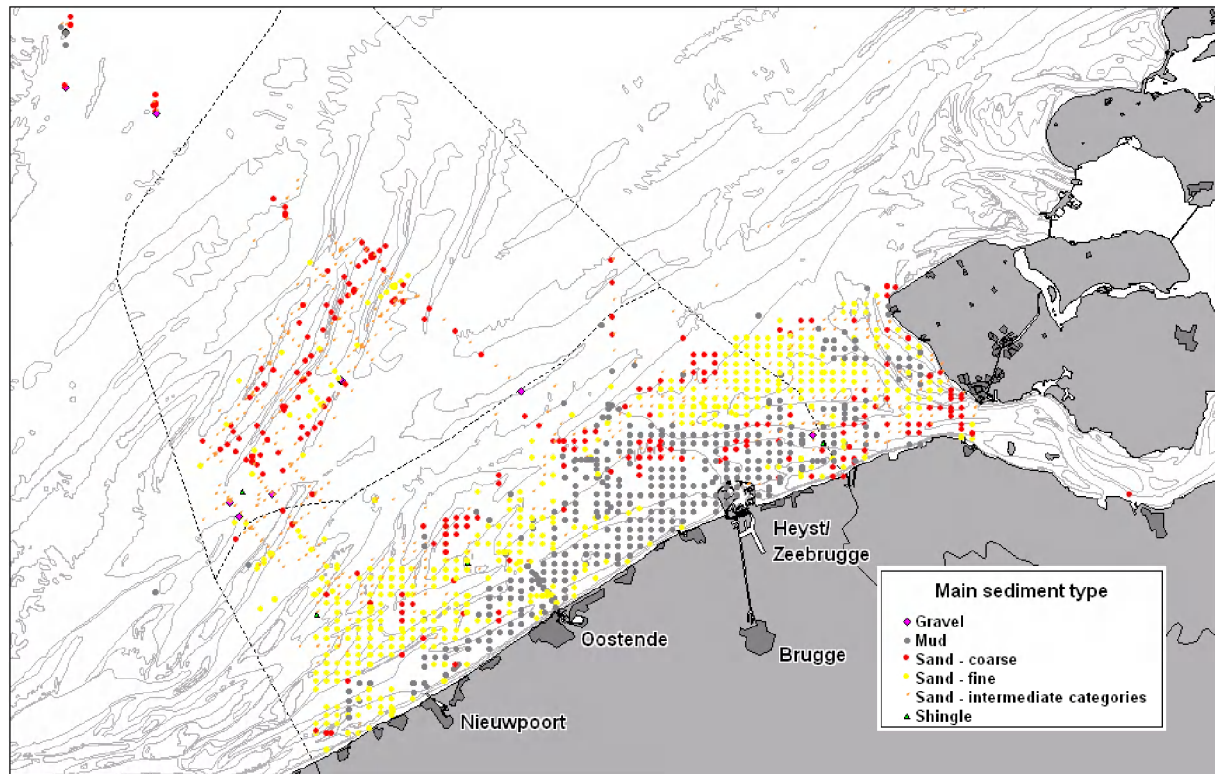 Heyst/
Zeebrugge
Oostende
Brugge
Nieuwpoort
Main sediment type
Gravel
Mud
Sand - coarse
Sand - fine
Sand - intermediate categories
Shingle